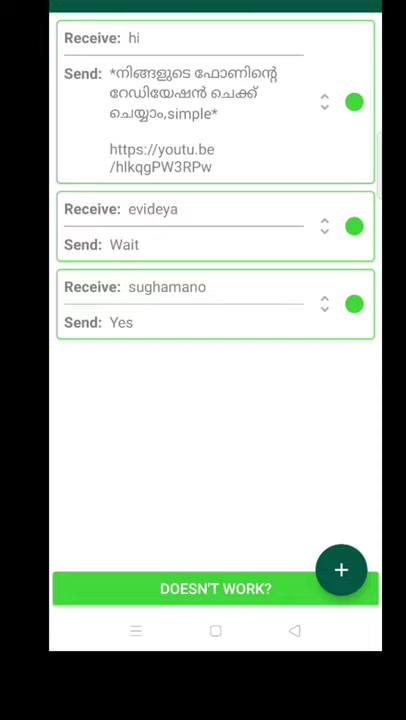 Receive: hi
Send: *നിങ്ങളുടെ ഫോണിന്റെ
റേഡിയേഷൻ ചെക്ക്
ചെയ്യാം,simple*
https://youtu.be
/hlkqgPW3RPw
Receive: evideya
Send: Wait
Receive: sughamano
Send: Yes
+
DOESN'T WORK?